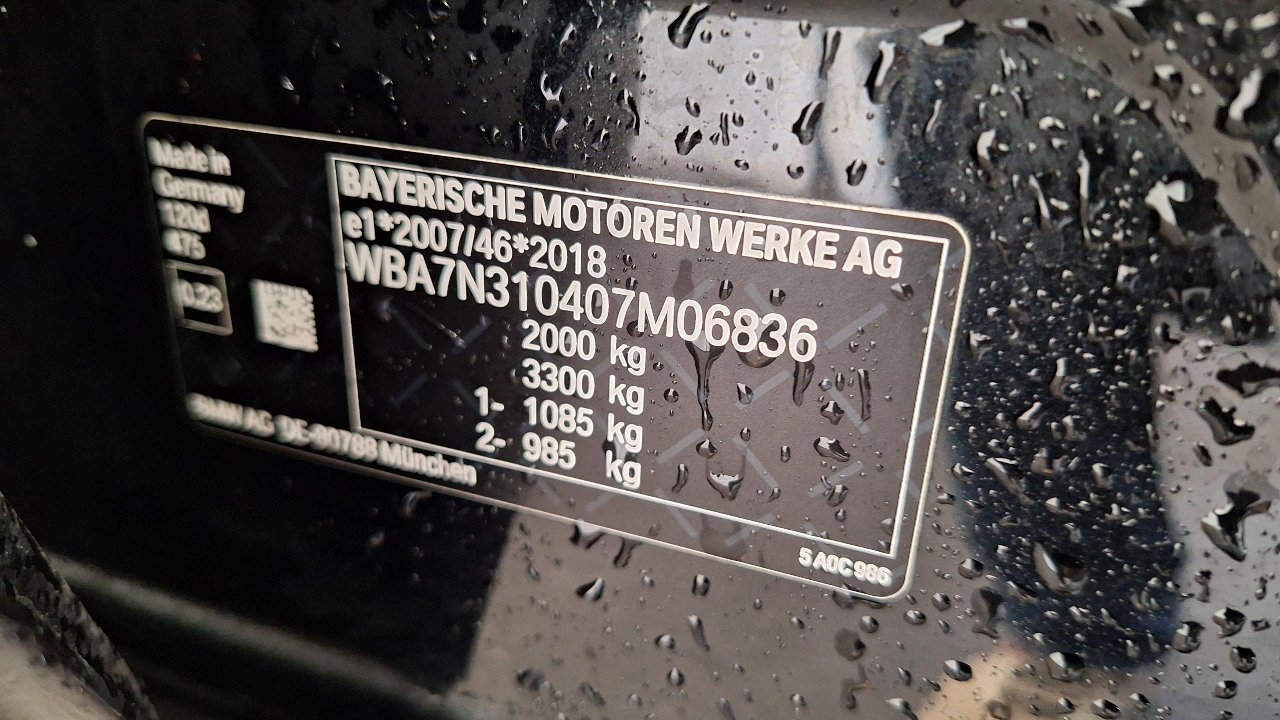 Made in
Germany
120d
475
0.23
BAYERISCHE MOTOREN WERKE AG
e1*2007/46*2018
WBA7N310407M06836
2000 kg
3300 kg
1- 1085 kg
2- 985 kg
BMW AG DE-80788 München
5 A0C 986